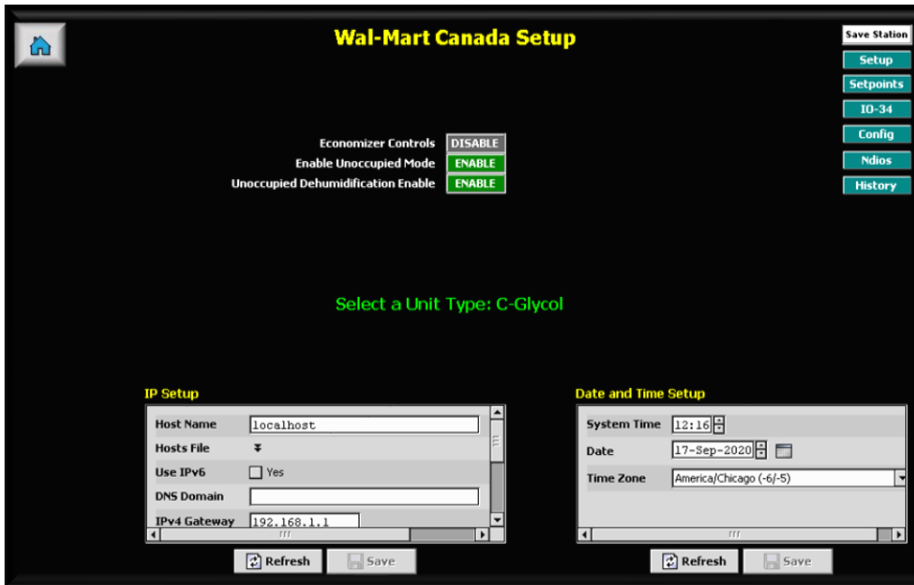 Wal-Mart Canada Setup
Save Station
Setup
Setpoints
IO-34
Config
Ndios
History
Economizer Controls DISABLE
Enable Unoccupied Mode ENABLE
Unoccupied Dehumidification Enable ENABLE
Select a Unit Type: C-Glycol
IP Setup
Host Name localhost
Hosts File
Use IPv6 Yes
DNS Domain
IPv4 Gateway 192.168.1.1
Refresh Save
Date and Time Setup
System Time 12:16
Date 17-Sep-2020
Time Zone America/Chicago (-6/-5)
Refresh Save